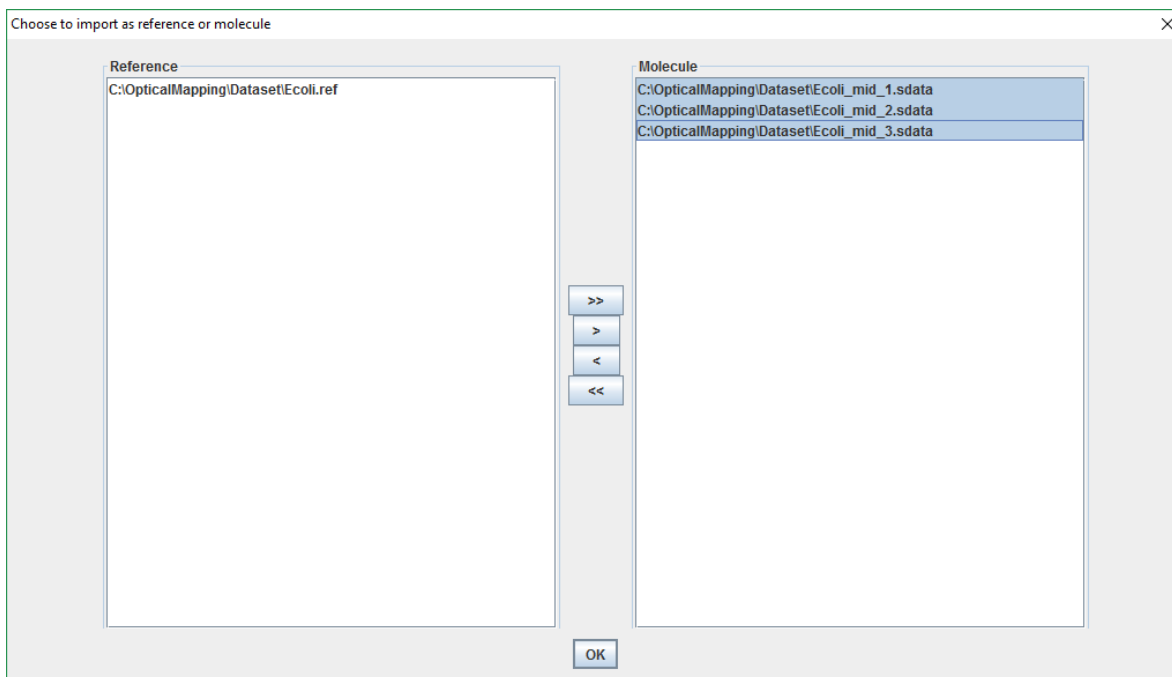 Choose to import as reference or molecule
Reference
C:\OpticalMapping\Dataset\Ecoli.ref
Molecule
C:\OpticalMapping\Dataset\Ecoli_mid_1.sdata
C:\OpticalMapping\Dataset\Ecoli_mid_2.sdata
C:\OpticalMapping\Dataset\Ecoli_mid_3.sdata
>>
>
<
<<
OK